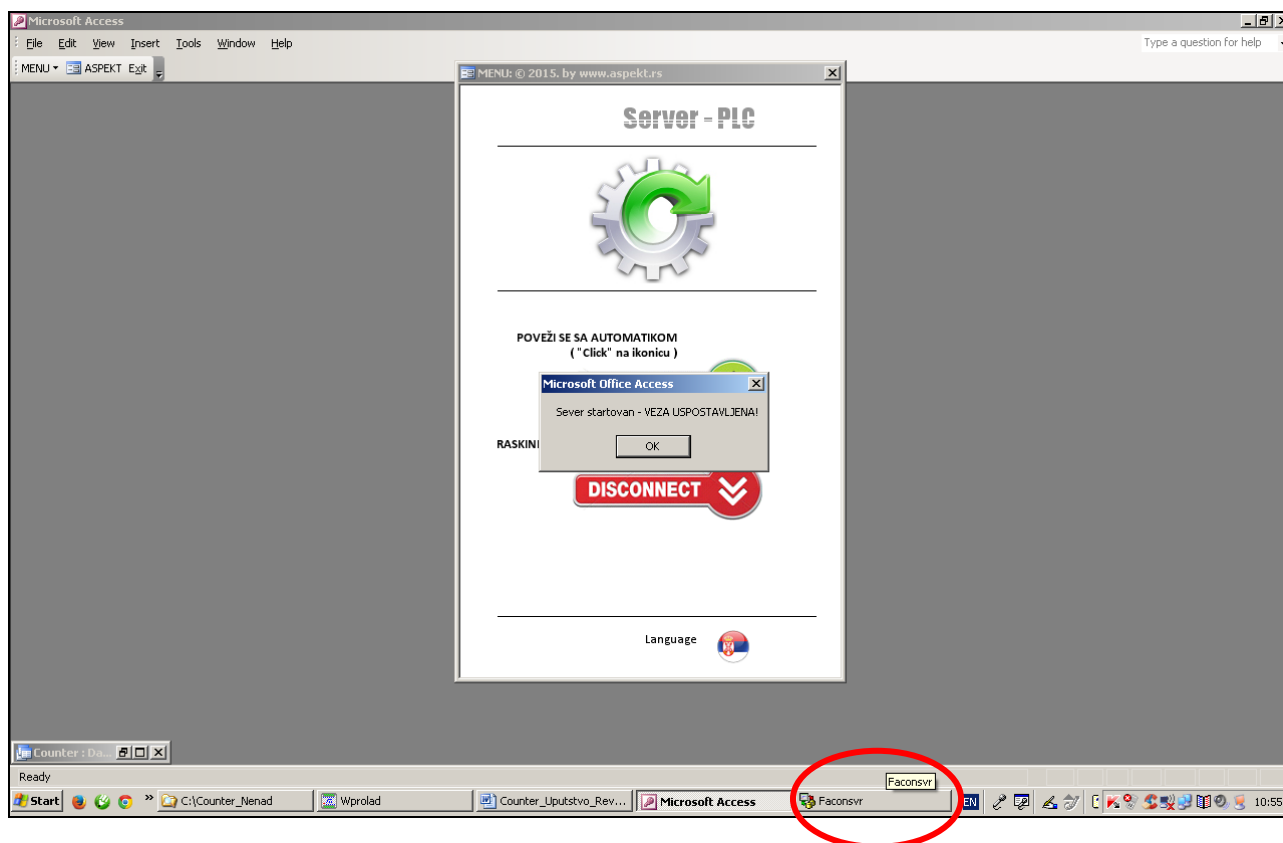 Microsoft Access
File Edit View Insert Tools Window Help
Type a question for help
MENU ASPEKT Exit
MENU: © 2015. by www.aspekt.rs
Server - PLC
POVEŽI SE SA AUTOMATIKOM
( "Click" na ikonicu )
Microsoft Office Access
Sever startovan - VEZA USPOSTAVLJENA!
OK
RASKINI
DISCONNECT
Language
Counter : Da...
Ready
Faconsvr
Start » C:\Counter_Nenad Wprolad Counter_Uputstvo_Rev... Microsoft Access Faconsvr EN 10:55